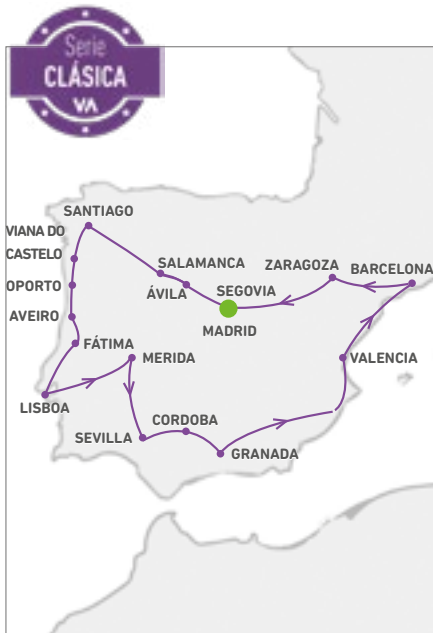 Serie
CLÁSICA
VA
SANTIAGO
VIANA DO
CASTELO
SALAMANCA
ZARAGOZA
BARCELONA
OPORTO
ÁVILA
SEGOVIA
AVEIRO
MADRID
FÁTIMA
MERIDA
VALENCIA
LISBOA
CORDOBA
SEVILLA
GRANADA